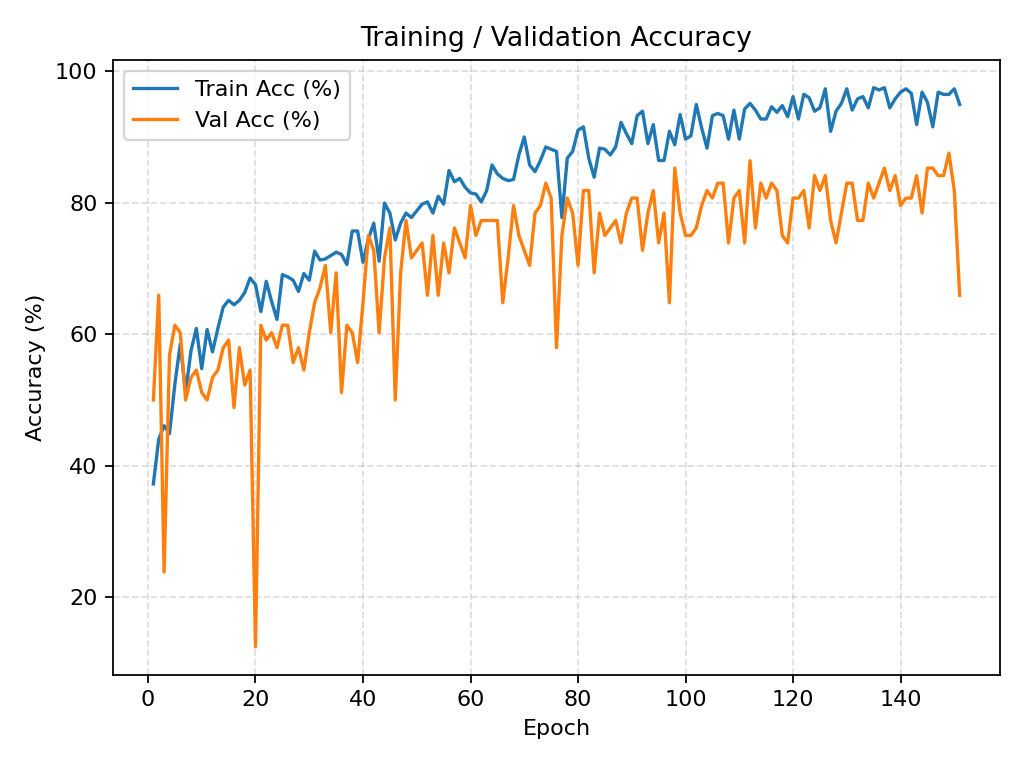 Training / Validation Accuracy
Train Acc (%)
Val Acc (%)
Accuracy (%)
100
80
60
40
20
0 20 40 60 80 100 120 140
Epoch